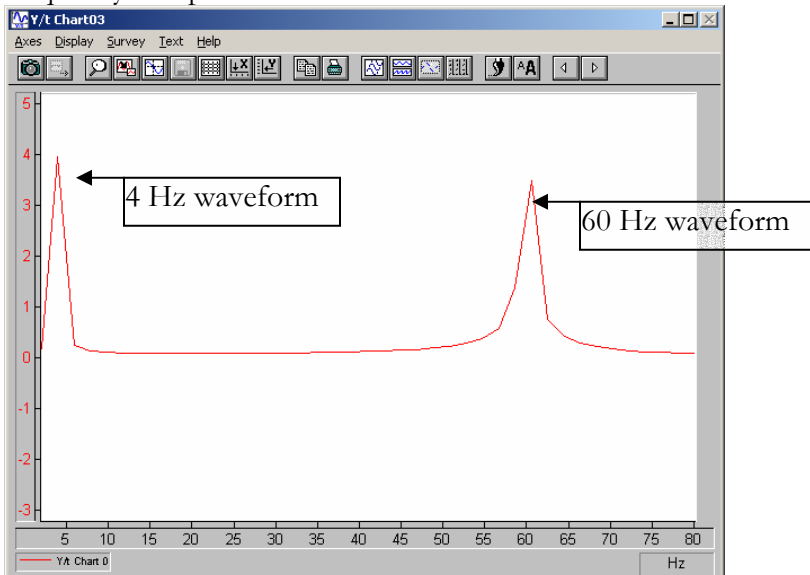 Y/t Chart03
Axes Display Survey Text Help
5
4
4 Hz waveform
3
60 Hz waveform
2
1
0
-1
-2
-3
5 10 15 20 25 30 35 40 45 50 55 60 65 70 75 80
Y/t Chart 0
Hz